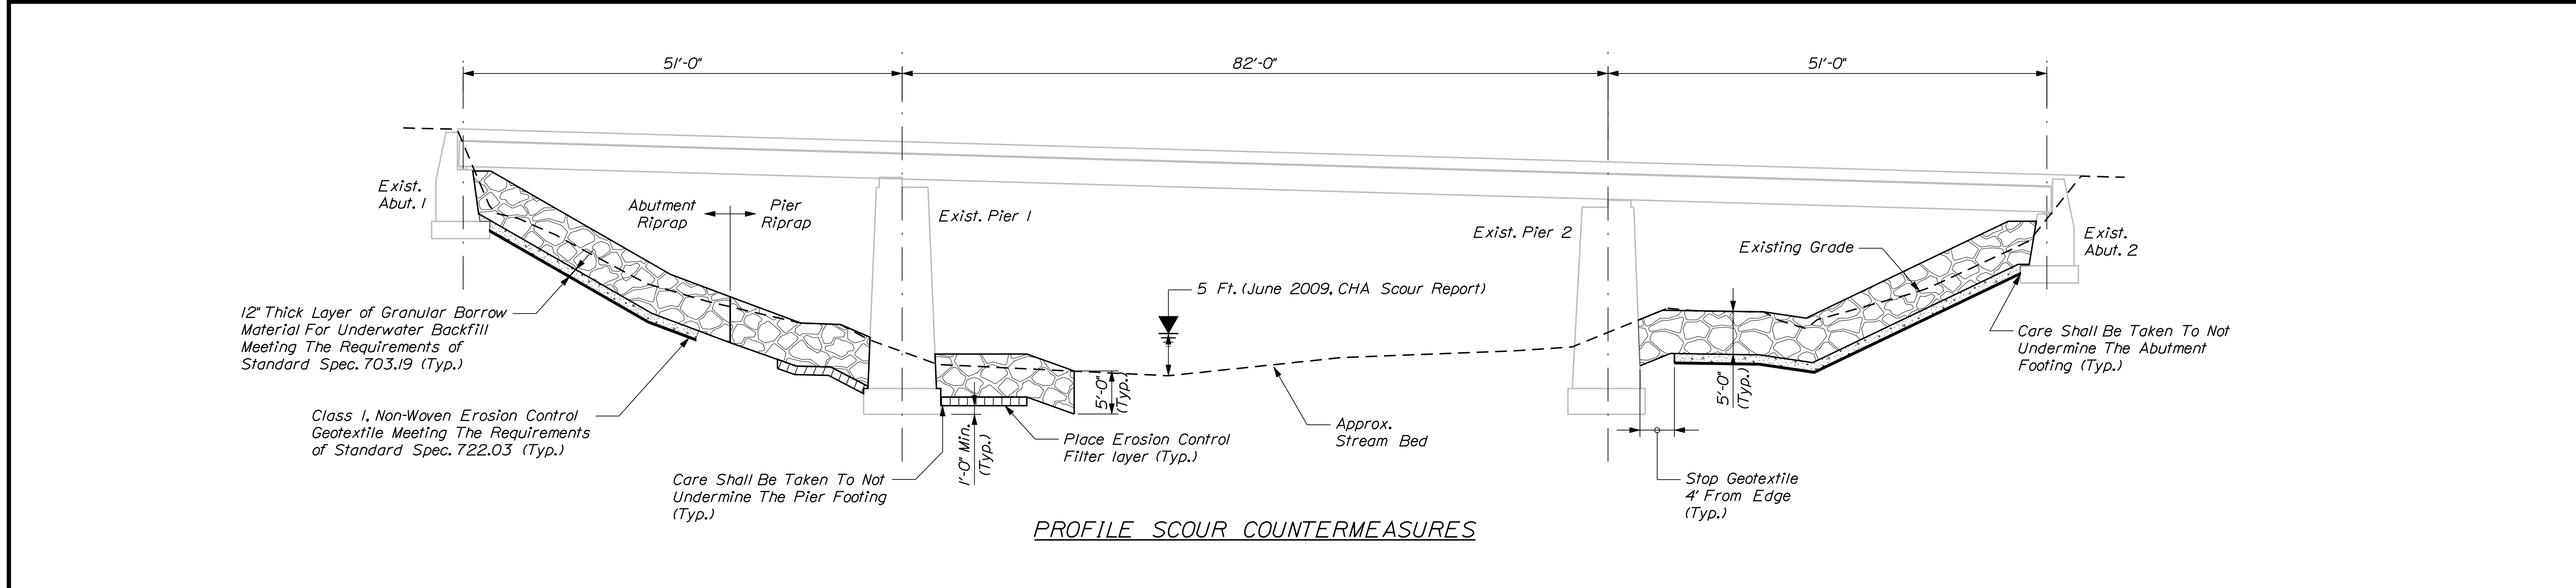 51'-0"
82'-0"
51'-0"
Exist.
Abut. 1
Abutment
Riprap
Pier
Riprap
Exist. Pier 1
Exist. Pier 2
Existing Grade
Exist.
Abut. 2
5 Ft. (June 2009, CHA Scour Report)
12" Thick Layer of Granular Borrow
Material For Underwater Backfill
Meeting The Requirements of
Standard Spec. 703.19 (Typ.)
Care Shall Be Taken To Not
Undermine The Abutment
Footing (Typ.)
5'-0"
(Typ.)
5'-0"
(Typ.)
Class 1, Non-Woven Erosion Control
Geotextile Meeting The Requirements
of Standard Spec. 722.03 (Typ.)
Approx.
Stream Bed
Place Erosion Control
Filter layer (Typ.)
1'-0" Min.
(Typ.)
Care Shall Be Taken To Not
Undermine The Pier Footing
(Typ.)
Stop Geotextile
4' From Edge
(Typ.)
PROFILE SCOUR COUNTERMEASURES